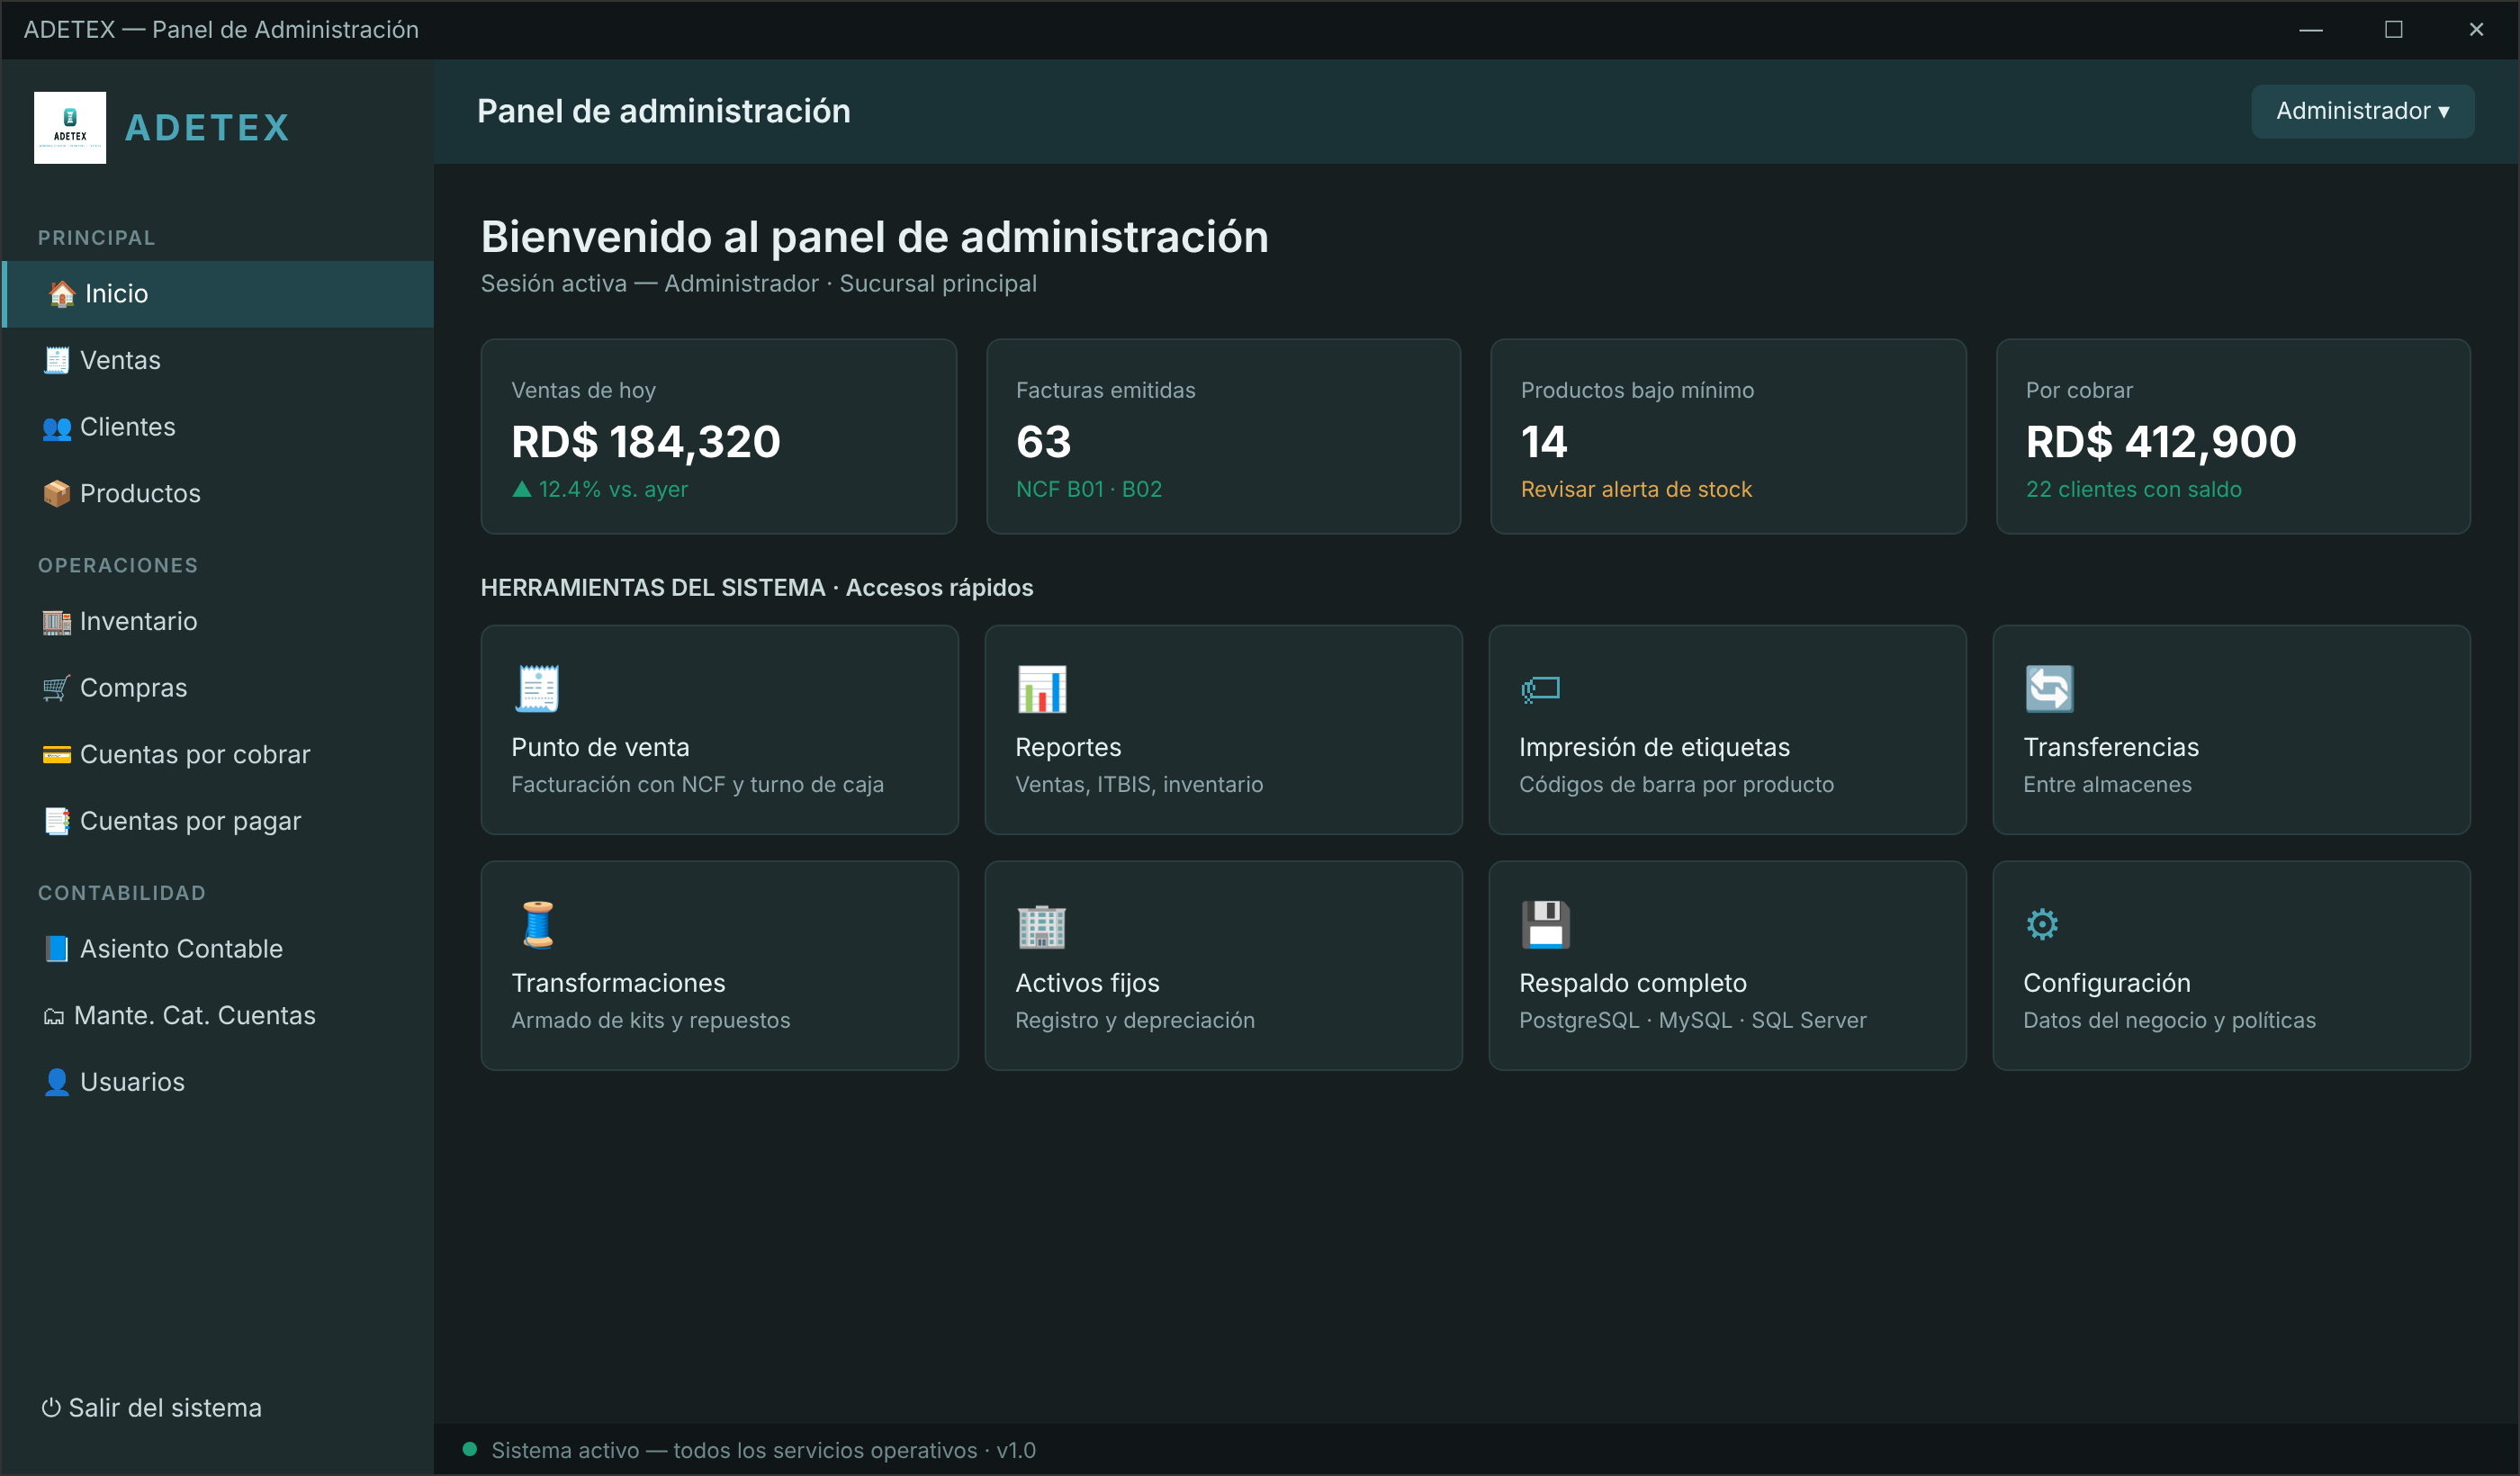 ADETEX — Panel de Administración
ADETEX
ADETEX
PRINCIPAL
🏠 Inicio
🧾 Ventas
👥 Clientes
📦 Productos
OPERACIONES
🏬 Inventario
🛒 Compras
💳 Cuentas por cobrar
📑 Cuentas por pagar
CONTABILIDAD
📘 Asiento Contable
🗂 Mante. Cat. Cuentas
👤 Usuarios
⏻ Salir del sistema
Panel de administración
Administrador ▾
Bienvenido al panel de administración
Sesión activa — Administrador · Sucursal principal
Ventas de hoy
RD$ 184,320
▲ 12.4% vs. ayer
Facturas emitidas
63
NCF B01 · B02
Productos bajo mínimo
14
Revisar alerta de stock
Por cobrar
RD$ 412,900
22 clientes con saldo
HERRAMIENTAS DEL SISTEMA · Accesos rápidos
Punto de venta
Facturación con NCF y turno de caja
Reportes
Ventas, ITBIS, inventario
Impresión de etiquetas
Códigos de barra por producto
Transferencias
Entre almacenes
Transformaciones
Armado de kits y repuestos
Activos fijos
Registro y depreciación
Respaldo completo
PostgreSQL · MySQL · SQL Server
Configuración
Datos del negocio y políticas
Sistema activo — todos los servicios operativos · v1.0